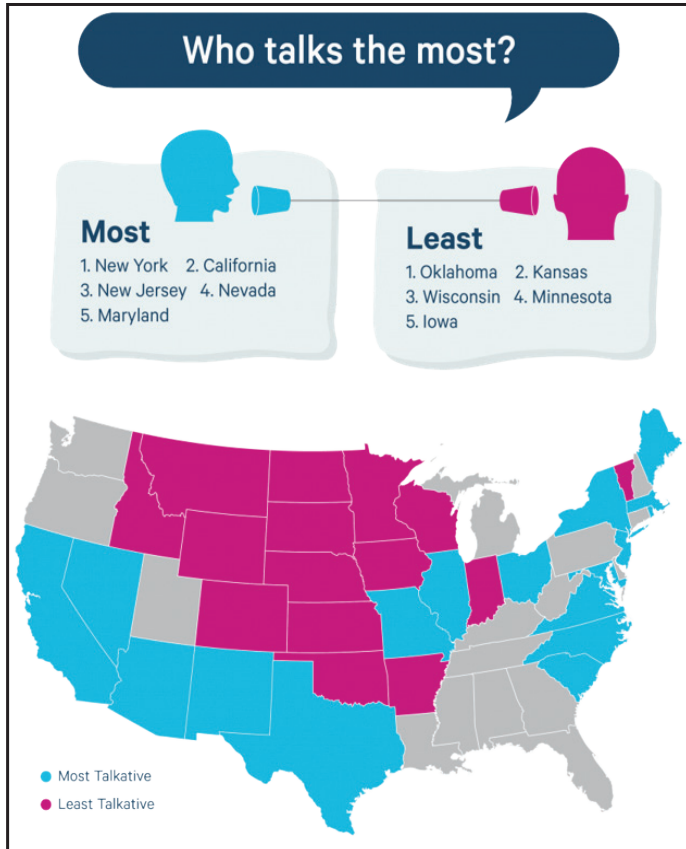 Who talks the most?
Most
1. New York 2. California
3. New Jersey 4. Nevada
5. Maryland
Least
1. Oklahoma 2. Kansas
3. Wisconsin 4. Minnesota
5. Iowa
Most Talkative
Least Talkative